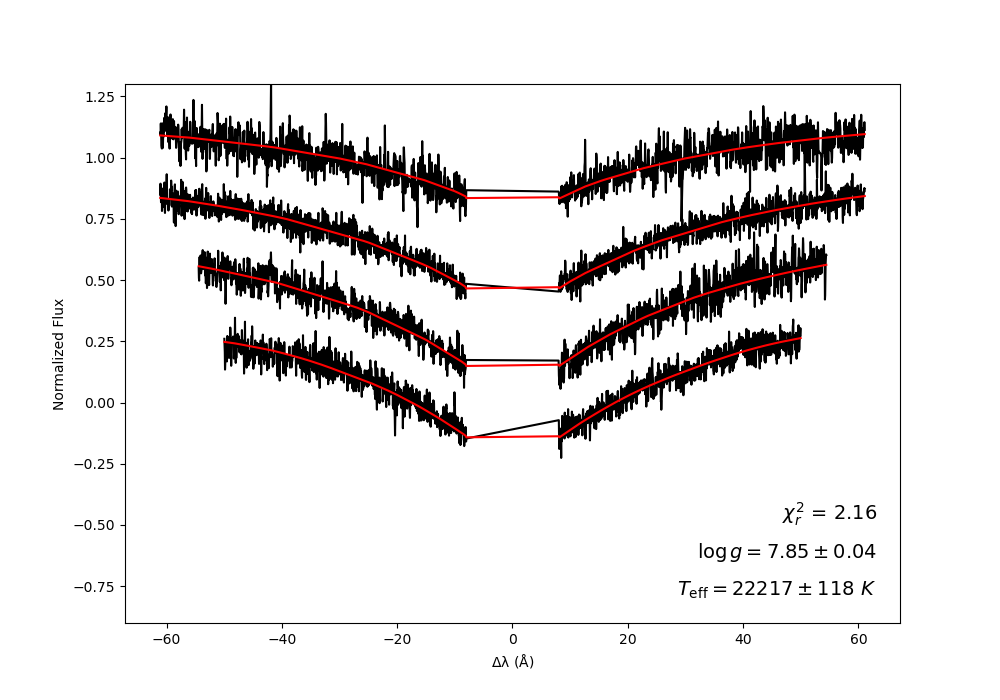 1.25
1.00
0.75
0.50
0.25
0.00
−0.25
−0.50
−0.75
Normalized Flux
χ²ᵣ = 2.16
log g = 7.85 ± 0.04
T_eff = 22217 ± 118 K
−60 −40 −20 0 20 40 60
Δλ (Å)